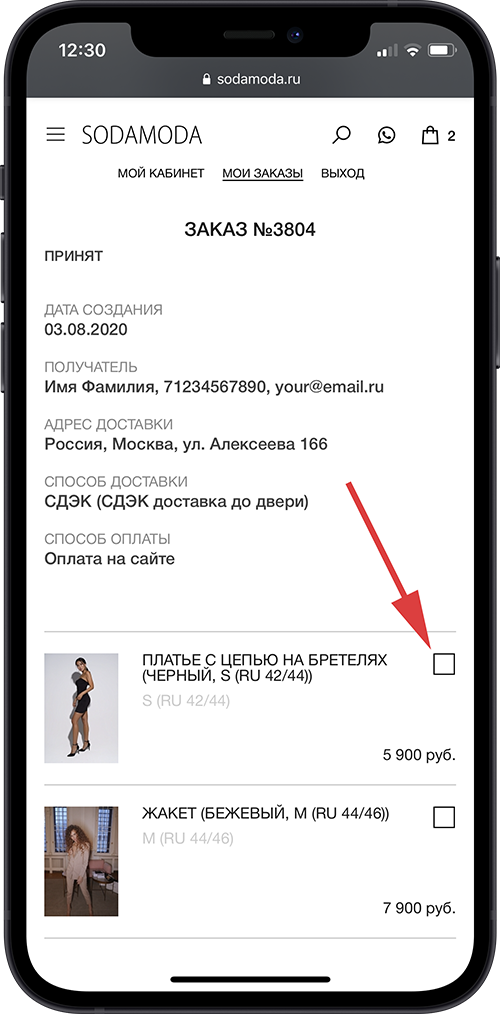 12:30
sodamoda.ru
SODAMODA
2
МОЙ КАБИНЕТ МОИ ЗАКАЗЫ ВЫХОД
ЗАКАЗ №3804
ПРИНЯТ
ДАТА СОЗДАНИЯ
03.08.2020
ПОЛУЧАТЕЛЬ
Имя Фамилия, 71234567890, your@email.ru
АДРЕС ДОСТАВКИ
Россия, Москва, ул. Алексеева 166
СПОСОБ ДОСТАВКИ
СДЭК (СДЭК доставка до двери)
СПОСОБ ОПЛАТЫ
Оплата на сайте
ПЛАТЬЕ С ЦЕПЬЮ НА БРЕТЕЛЯХ
(ЧЕРНЫЙ, S (RU 42/44))
S (RU 42/44)
5 900 руб.
ЖАКЕТ (БЕЖЕВЫЙ, M (RU 44/46))
M (RU 44/46)
7 900 руб.